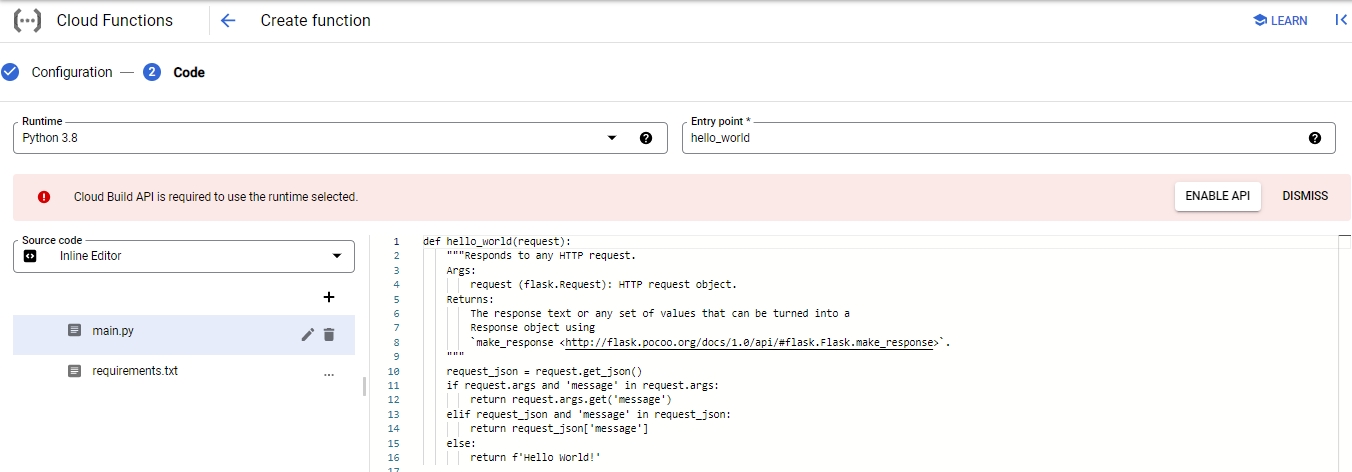 Cloud Functions
Create function
LEARN
Configuration
2 Code
Runtime
Python 3.8
Entry point *
hello_world
Cloud Build API is required to use the runtime selected.
ENABLE API
DISMISS
Source code
Inline Editor
main.py
requirements.txt
1 def hello_world(request):
2 """Responds to any HTTP request.
3 Args:
4 request (flask.Request): HTTP request object.
5 Returns:
6 The response text or any set of values that can be turned into a
7 Response object using
8 `make_response <http://flask.pocoo.org/docs/1.0/api/#flask.Flask.make_response>`.
9 """
10 request_json = request.get_json()
11 if request.args and 'message' in request.args:
12 return request.args.get('message')
13 elif request_json and 'message' in request_json:
14 return request_json['message']
15 else:
16 return f'Hello World!'
17